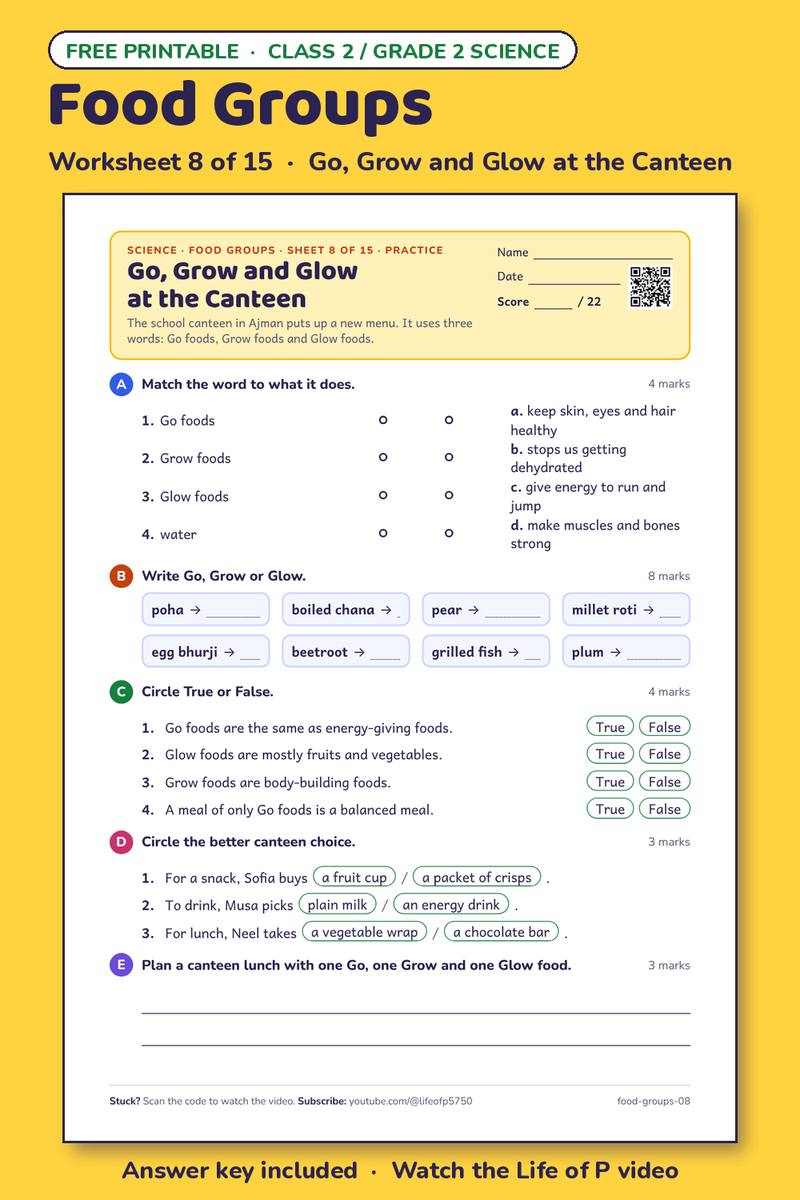 FREE PRINTABLE · CLASS 2 / GRADE 2 SCIENCE
Food Groups
Worksheet 8 of 15 · Go, Grow and Glow at the Canteen
SCIENCE · FOOD GROUPS · SHEET 8 OF 15 · PRACTICE
Go, Grow and Glow
at the Canteen
The school canteen in Ajman puts up a new menu. It uses three
words: Go foods, Grow foods and Glow foods.
Name ______
Date ______
Score ______ / 22
A Match the word to what it does. 4 marks
1. Go foods
2. Grow foods
3. Glow foods
4. water
a. keep skin, eyes and hair
healthy
b. stops us getting
dehydrated
c. give energy to run and
jump
d. make muscles and bones
strong
B Write Go, Grow or Glow. 8 marks
poha → ______ boiled chana → _ pear → ______ millet roti → ___
egg bhurji → ___ beetroot → ____ grilled fish → __ plum → ______
C Circle True or False. 4 marks
1. Go foods are the same as energy-giving foods. True False
2. Glow foods are mostly fruits and vegetables. True False
3. Grow foods are body-building foods. True False
4. A meal of only Go foods is a balanced meal. True False
D Circle the better canteen choice. 3 marks
1. For a snack, Sofia buys a fruit cup / a packet of crisps .
2. To drink, Musa picks plain milk / an energy drink .
3. For lunch, Neel takes a vegetable wrap / a chocolate bar .
E Plan a canteen lunch with one Go, one Grow and one Glow food. 3 marks
Stuck? Scan the code to watch the video. Subscribe: youtube.com/@lifeofp5750 food-groups-08
Answer key included · Watch the Life of P video